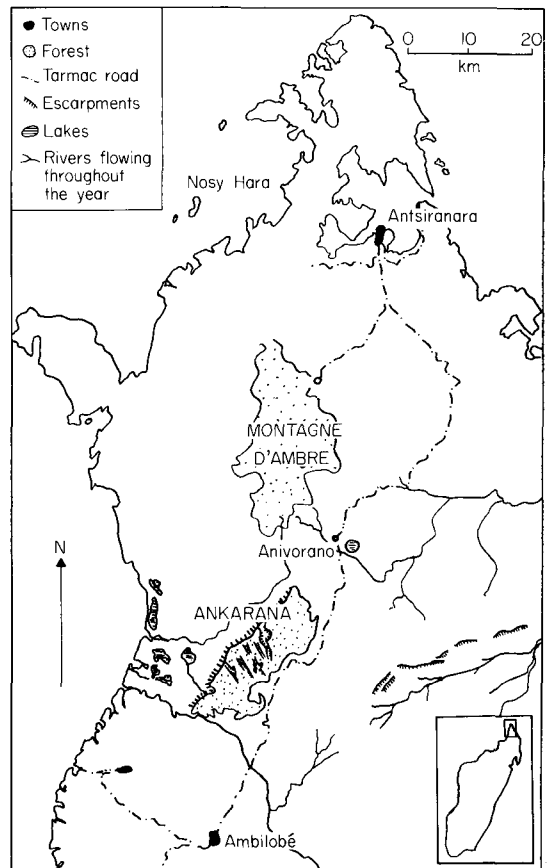 Towns
Forest
Tarmac road
Escarpments
Lakes
Rivers flowing
throughout
the year
0 10 20
km
Nosy Hara
Antsiranara
MONTAGNE
D'AMBRE
Anivorano
N
ANKARANA
Ambilobé